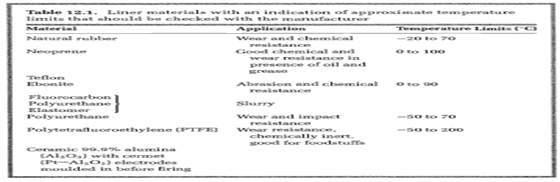 Table 12.1. Liner materials with an indication of approximate temperature
limits that should be checked with the manufacturer
Material Application Temperature Limits (°C)
Natural rubber Wear and chemical −20 to 70
resistance
Neoprene Good chemical and 0 to 100
wear resistance in
presence of oil and
grease
Teflon
Ebonite Abrasion and chemical 0 to 90
resistance
Fluorocarbon
Polyurethane } Slurry
Elastomer
Polyurethane Wear and impact −50 to 70
resistance
Polytetrafluoroethylene (PTFE) Wear resistance, −50 to 200
chemically inert,
good for foodstuffs
Ceramic 99.9% alumina
(Al₂O₃) with cermet
(Pt—Al₂O₃) electrodes
moulded in before firing